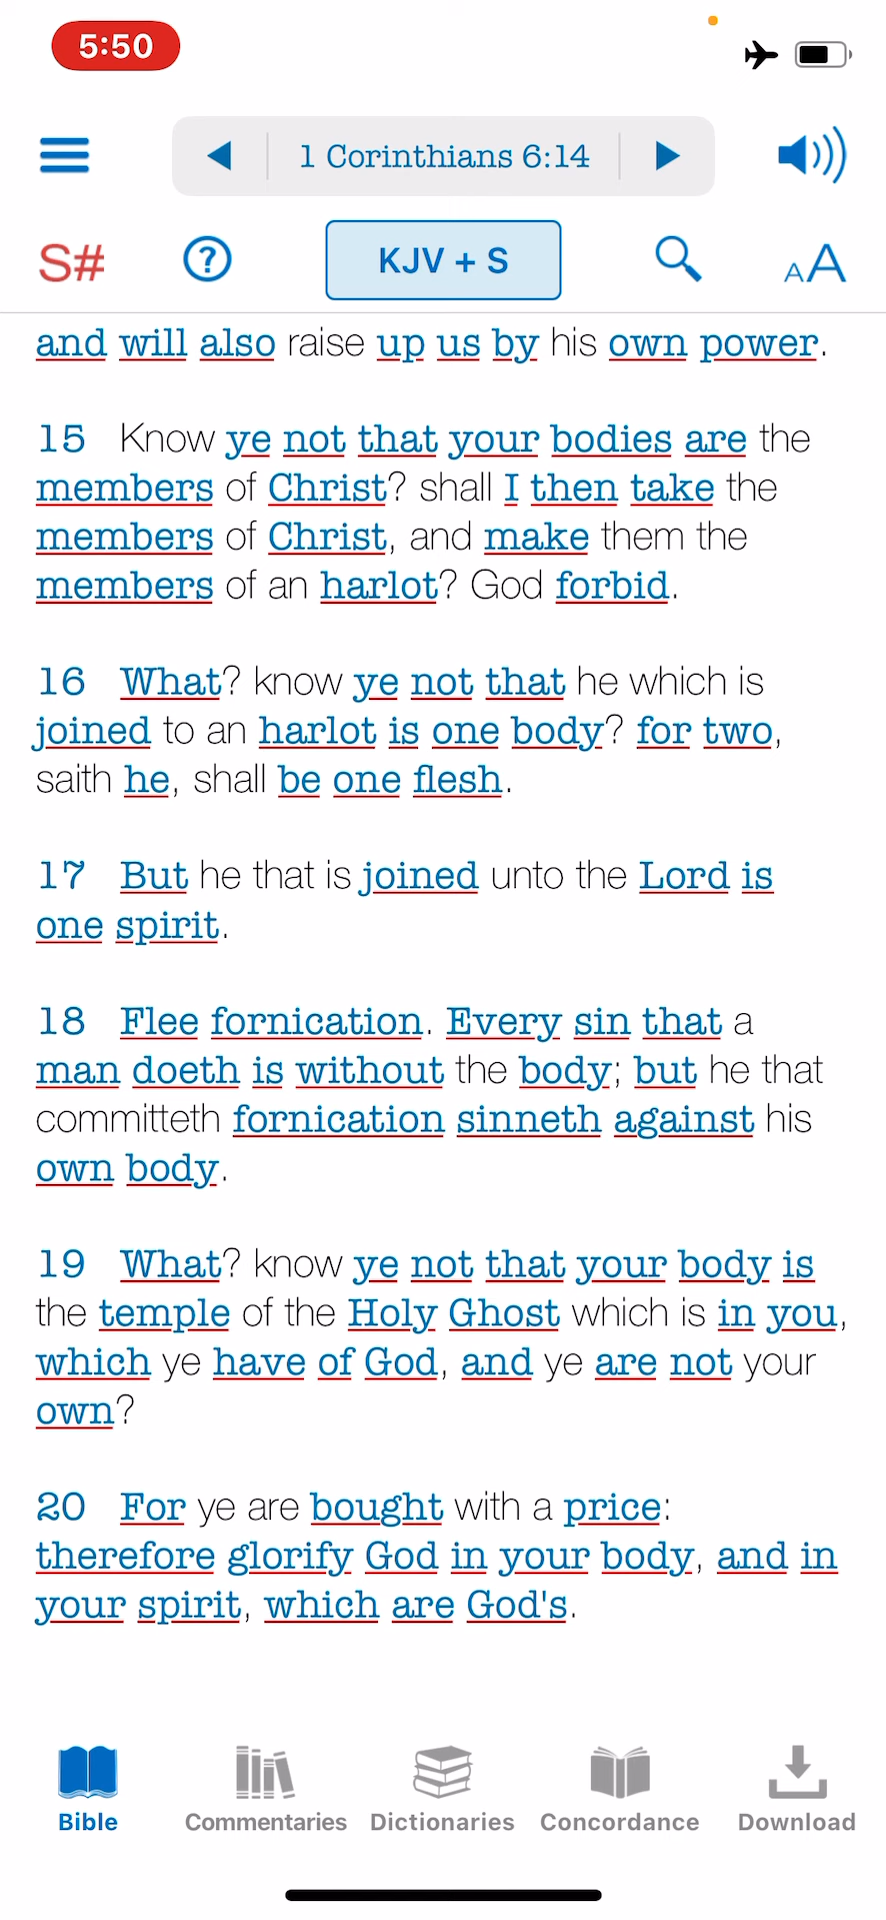 5:50
1 Corinthians 6:14
S#
?
KJV + S
AA
and will also raise up us by his own power.
15 Know ye not that your bodies are the
members of Christ? shall I then take the
members of Christ, and make them the
members of an harlot? God forbid.
16 What? know ye not that he which is
joined to an harlot is one body? for two,
saith he, shall be one flesh.
17 But he that is joined unto the Lord is
one spirit.
18 Flee fornication. Every sin that a
man doeth is without the body; but he that
committeth fornication sinneth against his
own body.
19 What? know ye not that your body is
the temple of the Holy Ghost which is in you,
which ye have of God, and ye are not your
own?
20 For ye are bought with a price:
therefore glorify God in your body, and in
your spirit, which are God's.
Bible Commentaries Dictionaries Concordance Download